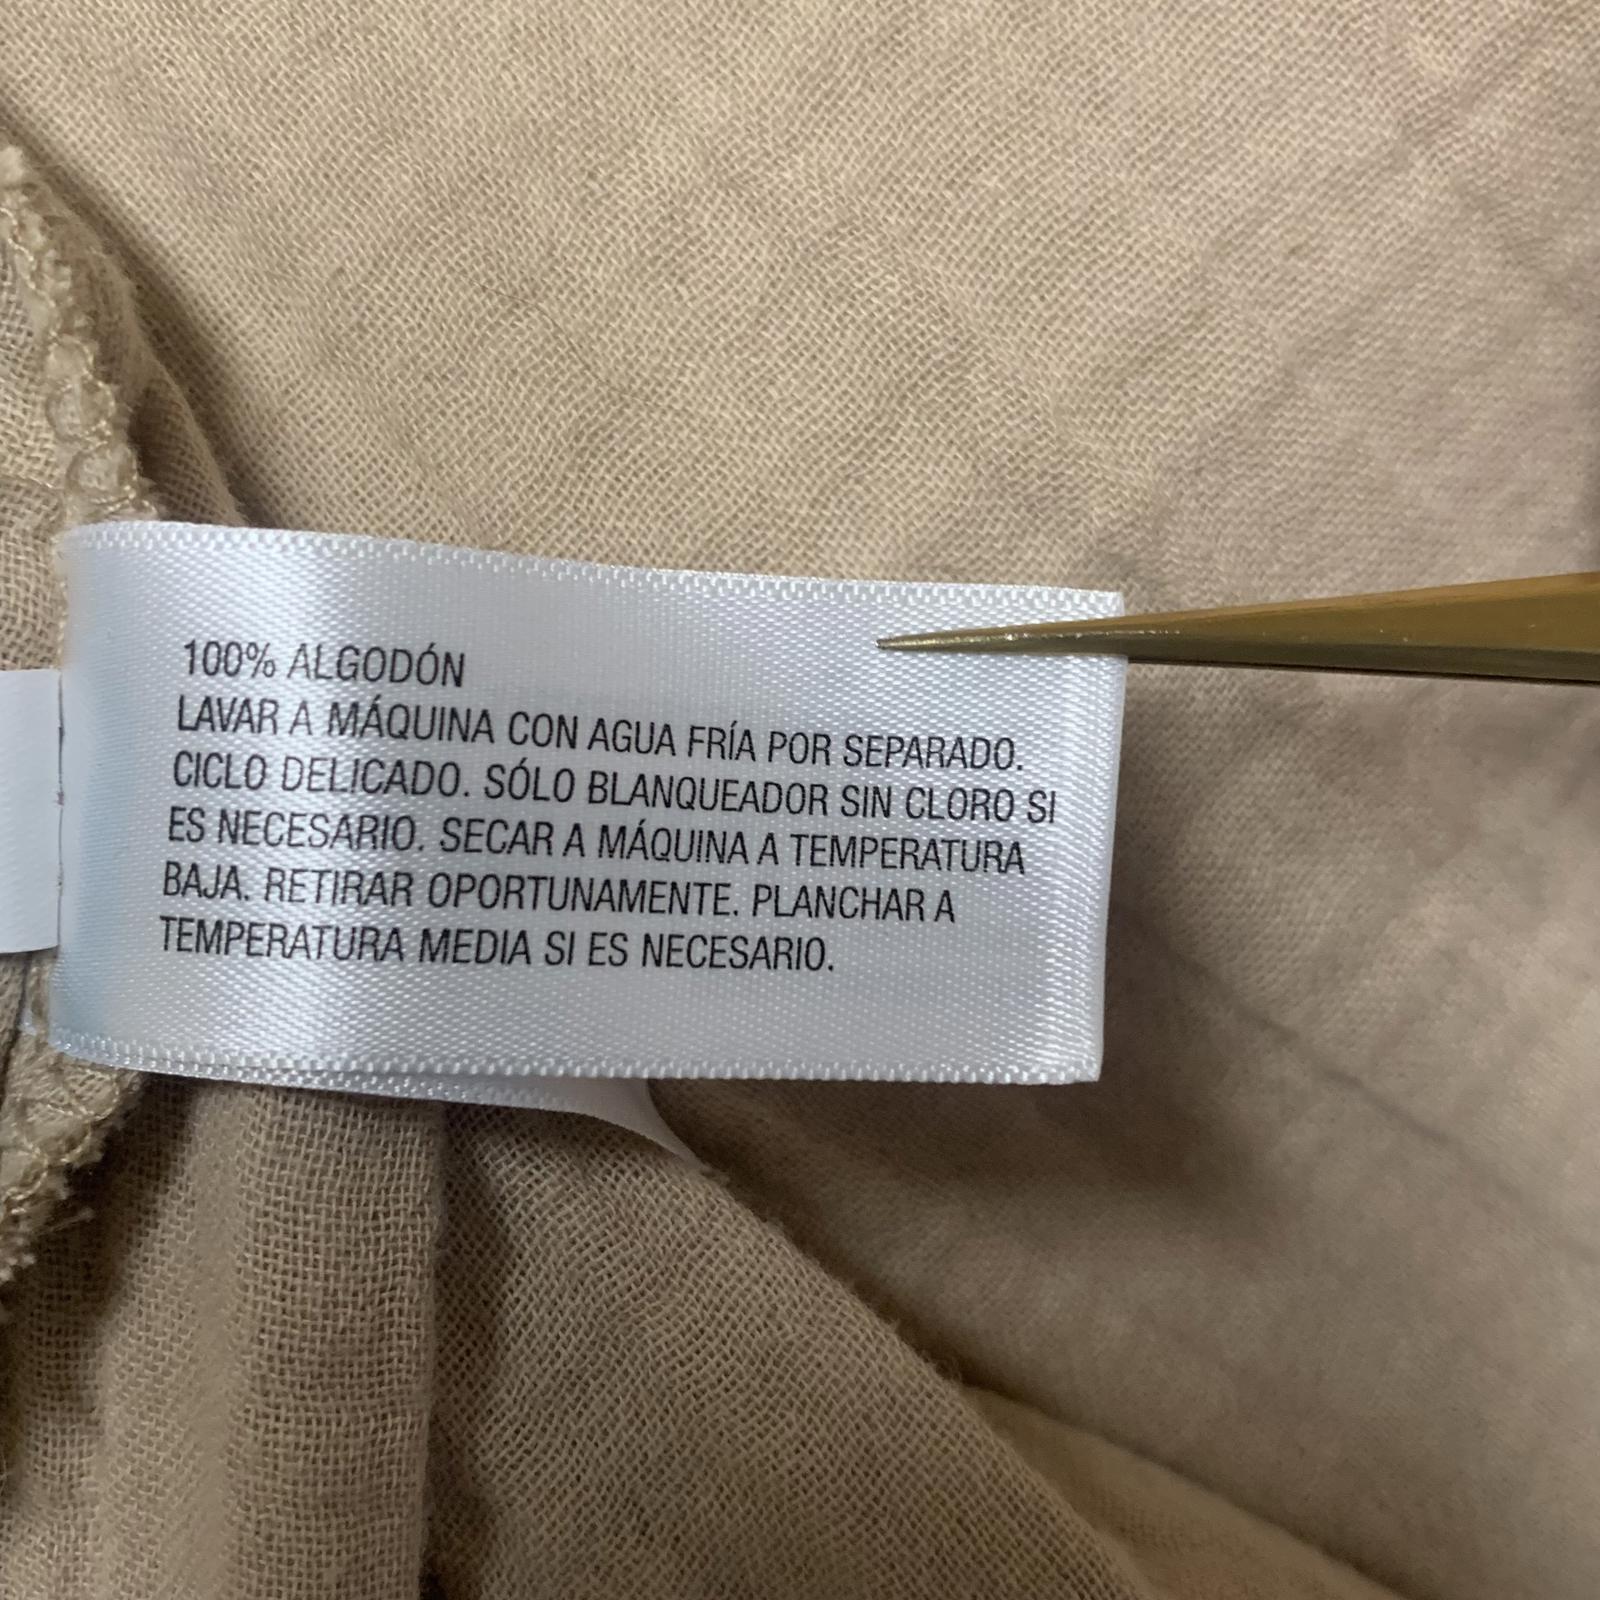 100% ALGODÓN
LAVAR A MÁQUINA CON AGUA FRÍA POR SEPARADO.
CICLO DELICADO. SÓLO BLANQUEADOR SIN CLORO SI
ES NECESARIO. SECAR A MÁQUINA A TEMPERATURA
BAJA. RETIRAR OPORTUNAMENTE. PLANCHAR A
TEMPERATURA MEDIA SI ES NECESARIO.